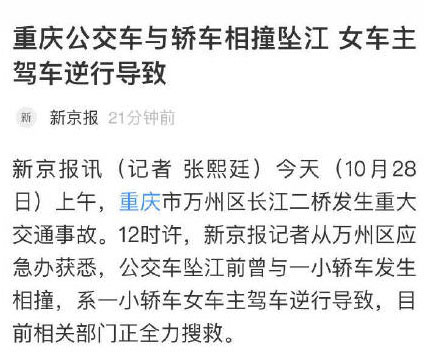 重庆公交车与轿车相撞坠江 女车主
驾车逆行导致
新 新京报 21分钟前
新京报讯（记者 张熙廷）今天（10月28
日）上午，重庆市万州区长江二桥发生重大
交通事故。12时许，新京报记者从万州区应
急办获悉，公交车坠江前曾与一小轿车发生
相撞，系一小轿车女车主驾车逆行导致，目
前相关部门正全力搜救。